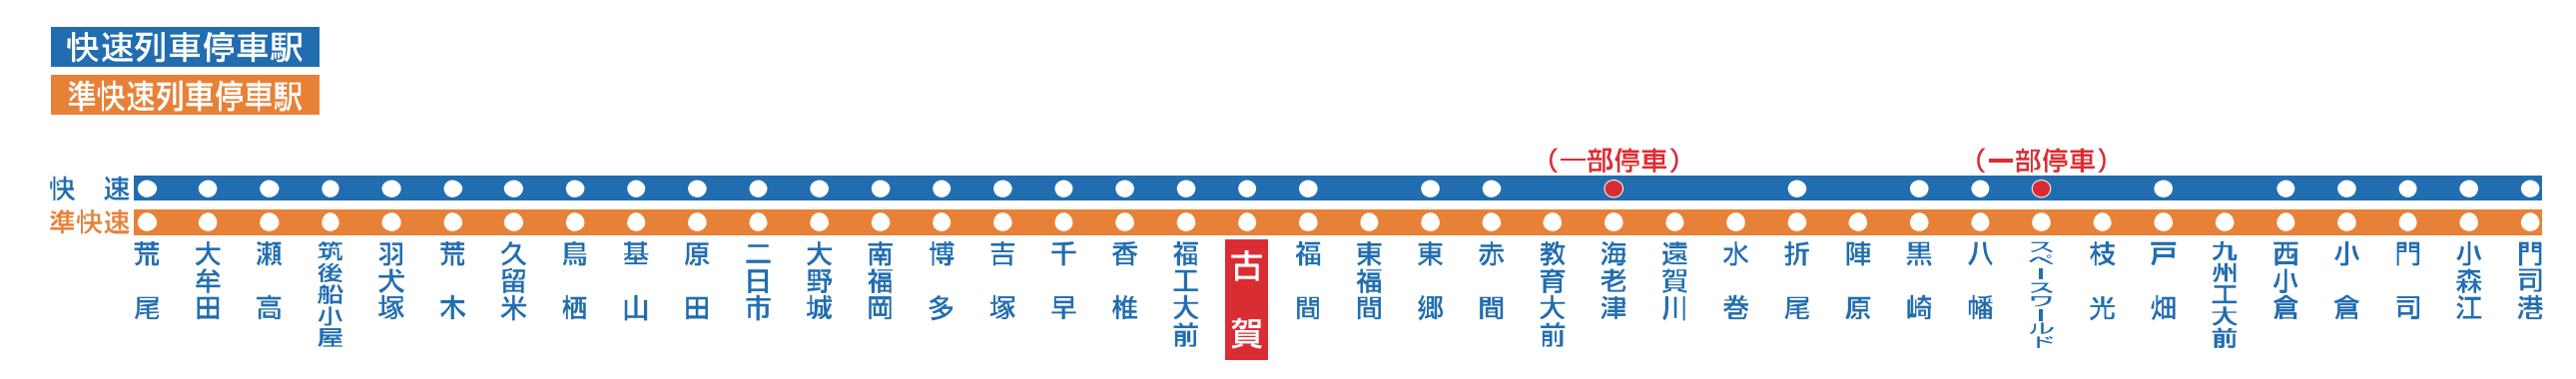 快速列車停車駅
準快速列車停車駅
（一部停車）
（一部停車）
快速
準快速
荒尾
大牟田
瀬高
筑後船小屋
羽犬塚
荒木
久留米
鳥栖
基山
原田
二日市
大野城
南福岡
博多
吉塚
千早
香椎
福工大前
古賀
福間
東福間
東郷
赤間
教育大前
海老津
遠賀川
水巻
折尾
陣原
黒崎
八幡
スペースワールド
枝光
戸畑
九州工大前
西小倉
小倉
門司
小森江
門司港